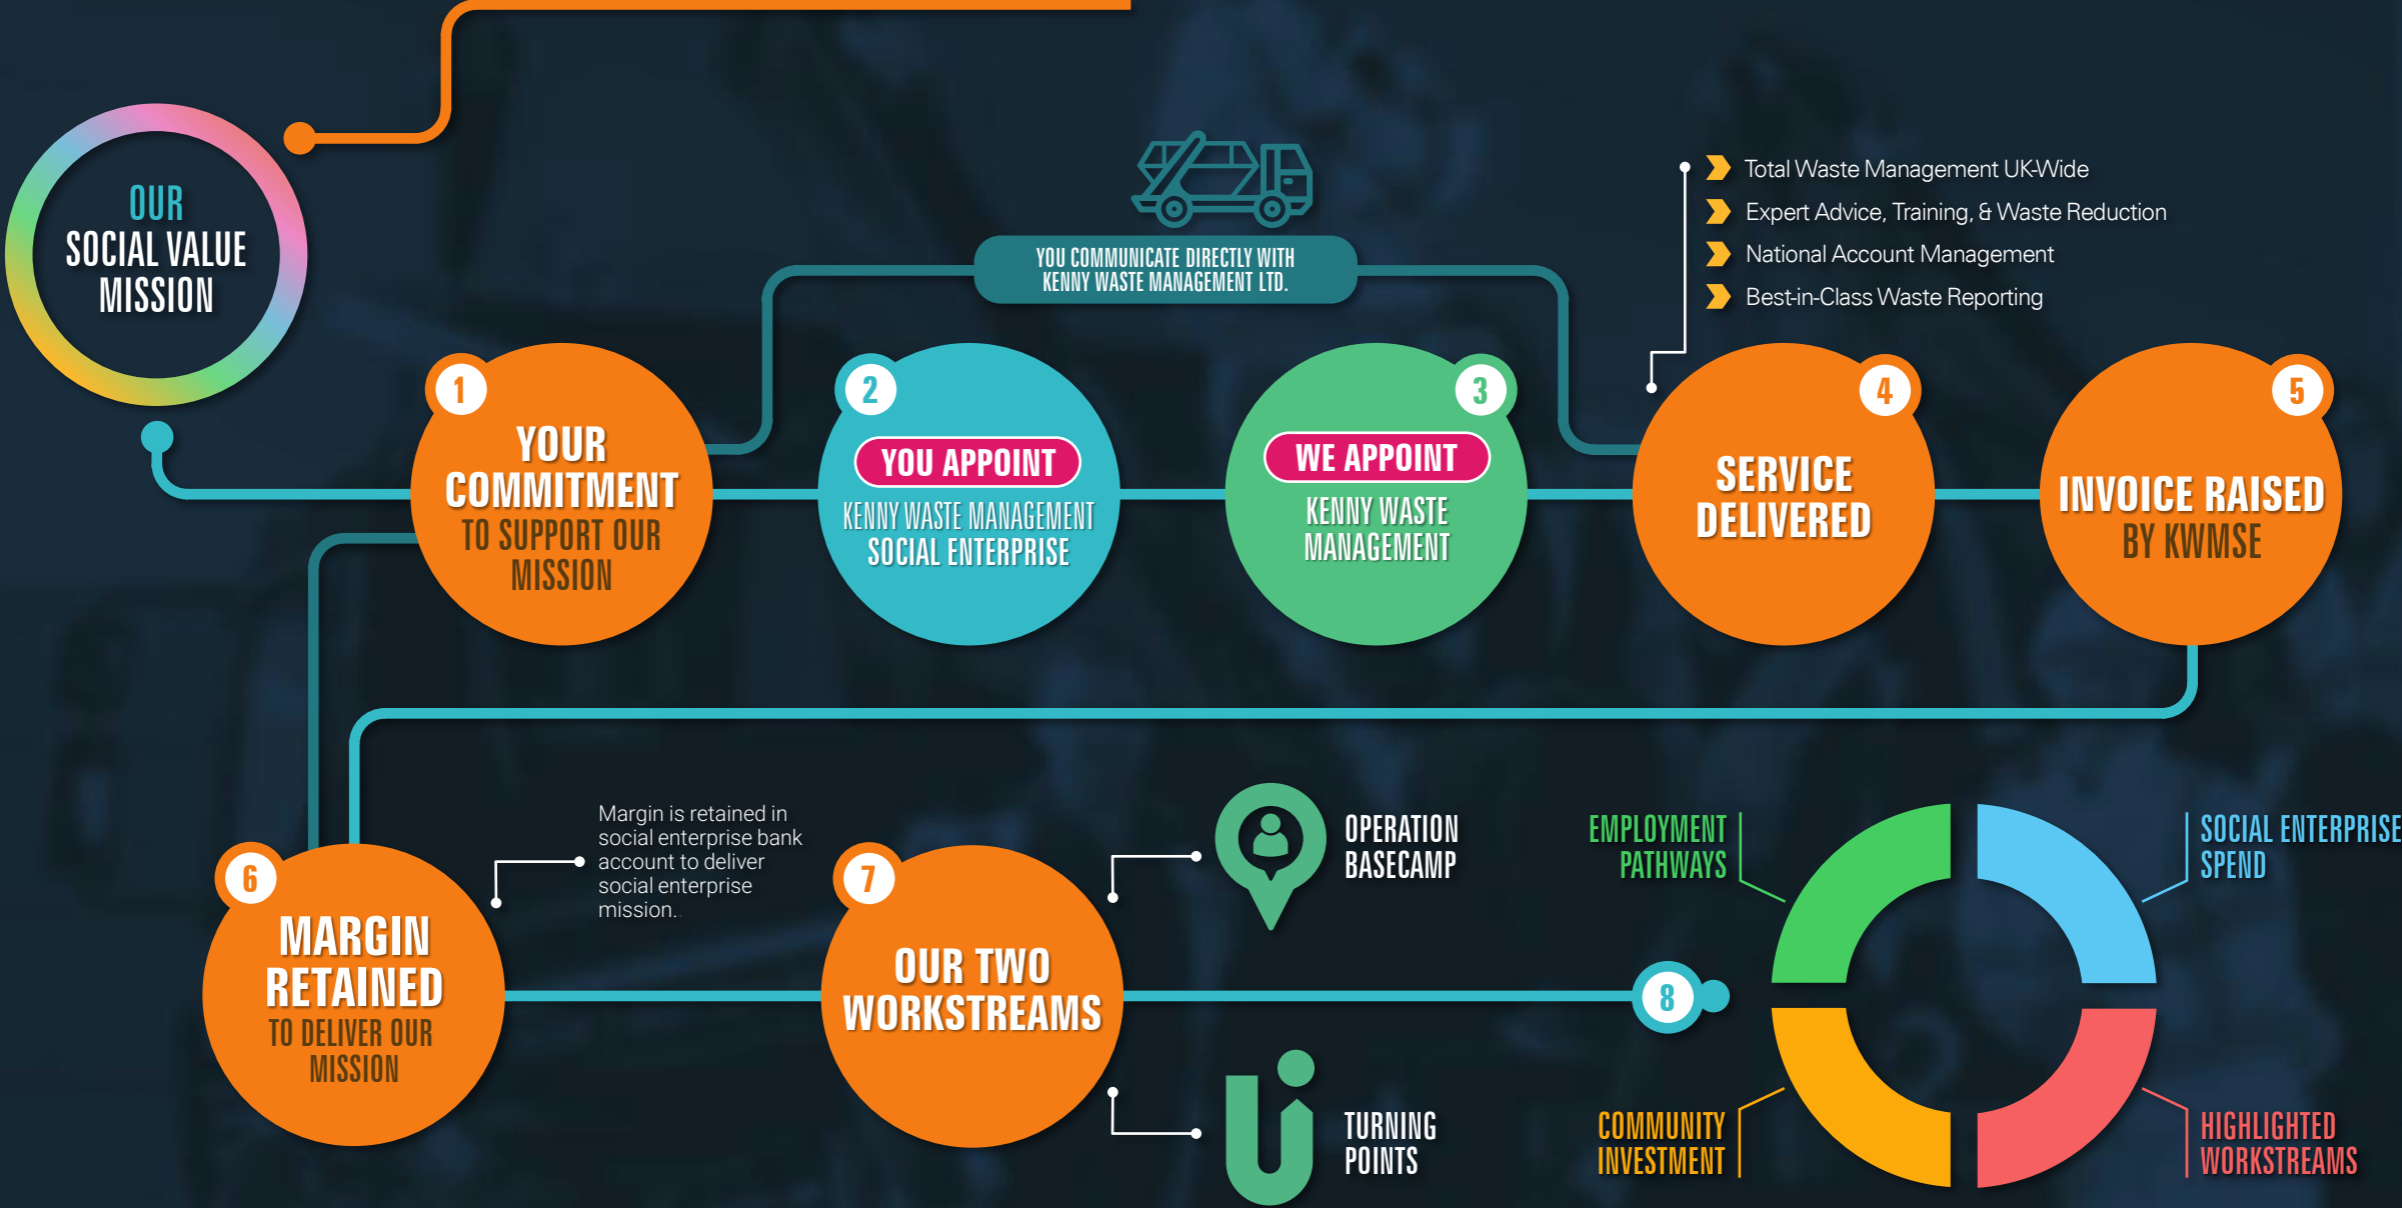 OUR
SOCIAL VALUE
MISSION
YOU COMMUNICATE DIRECTLY WITH
KENNY WASTE MANAGEMENT LTD.
Total Waste Management UK-Wide
Expert Advice, Training, & Waste Reduction
National Account Management
Best-in-Class Waste Reporting
1
YOUR
COMMITMENT
TO SUPPORT OUR
MISSION
2
YOU APPOINT
KENNY WASTE MANAGEMENT
SOCIAL ENTERPRISE
3
WE APPOINT
KENNY WASTE
MANAGEMENT
4
SERVICE
DELIVERED
5
INVOICE RAISED
BY KWMSE
6
MARGIN
RETAINED
TO DELIVER OUR
MISSION
Margin is retained in
social enterprise bank
account to deliver
social enterprise
mission.
7
OUR TWO
WORKSTREAMS
OPERATION
BASECAMP
TURNING
POINTS
8
EMPLOYMENT
PATHWAYS
SOCIAL ENTERPRISE
SPEND
COMMUNITY
INVESTMENT
HIGHLIGHTED
WORKSTREAMS